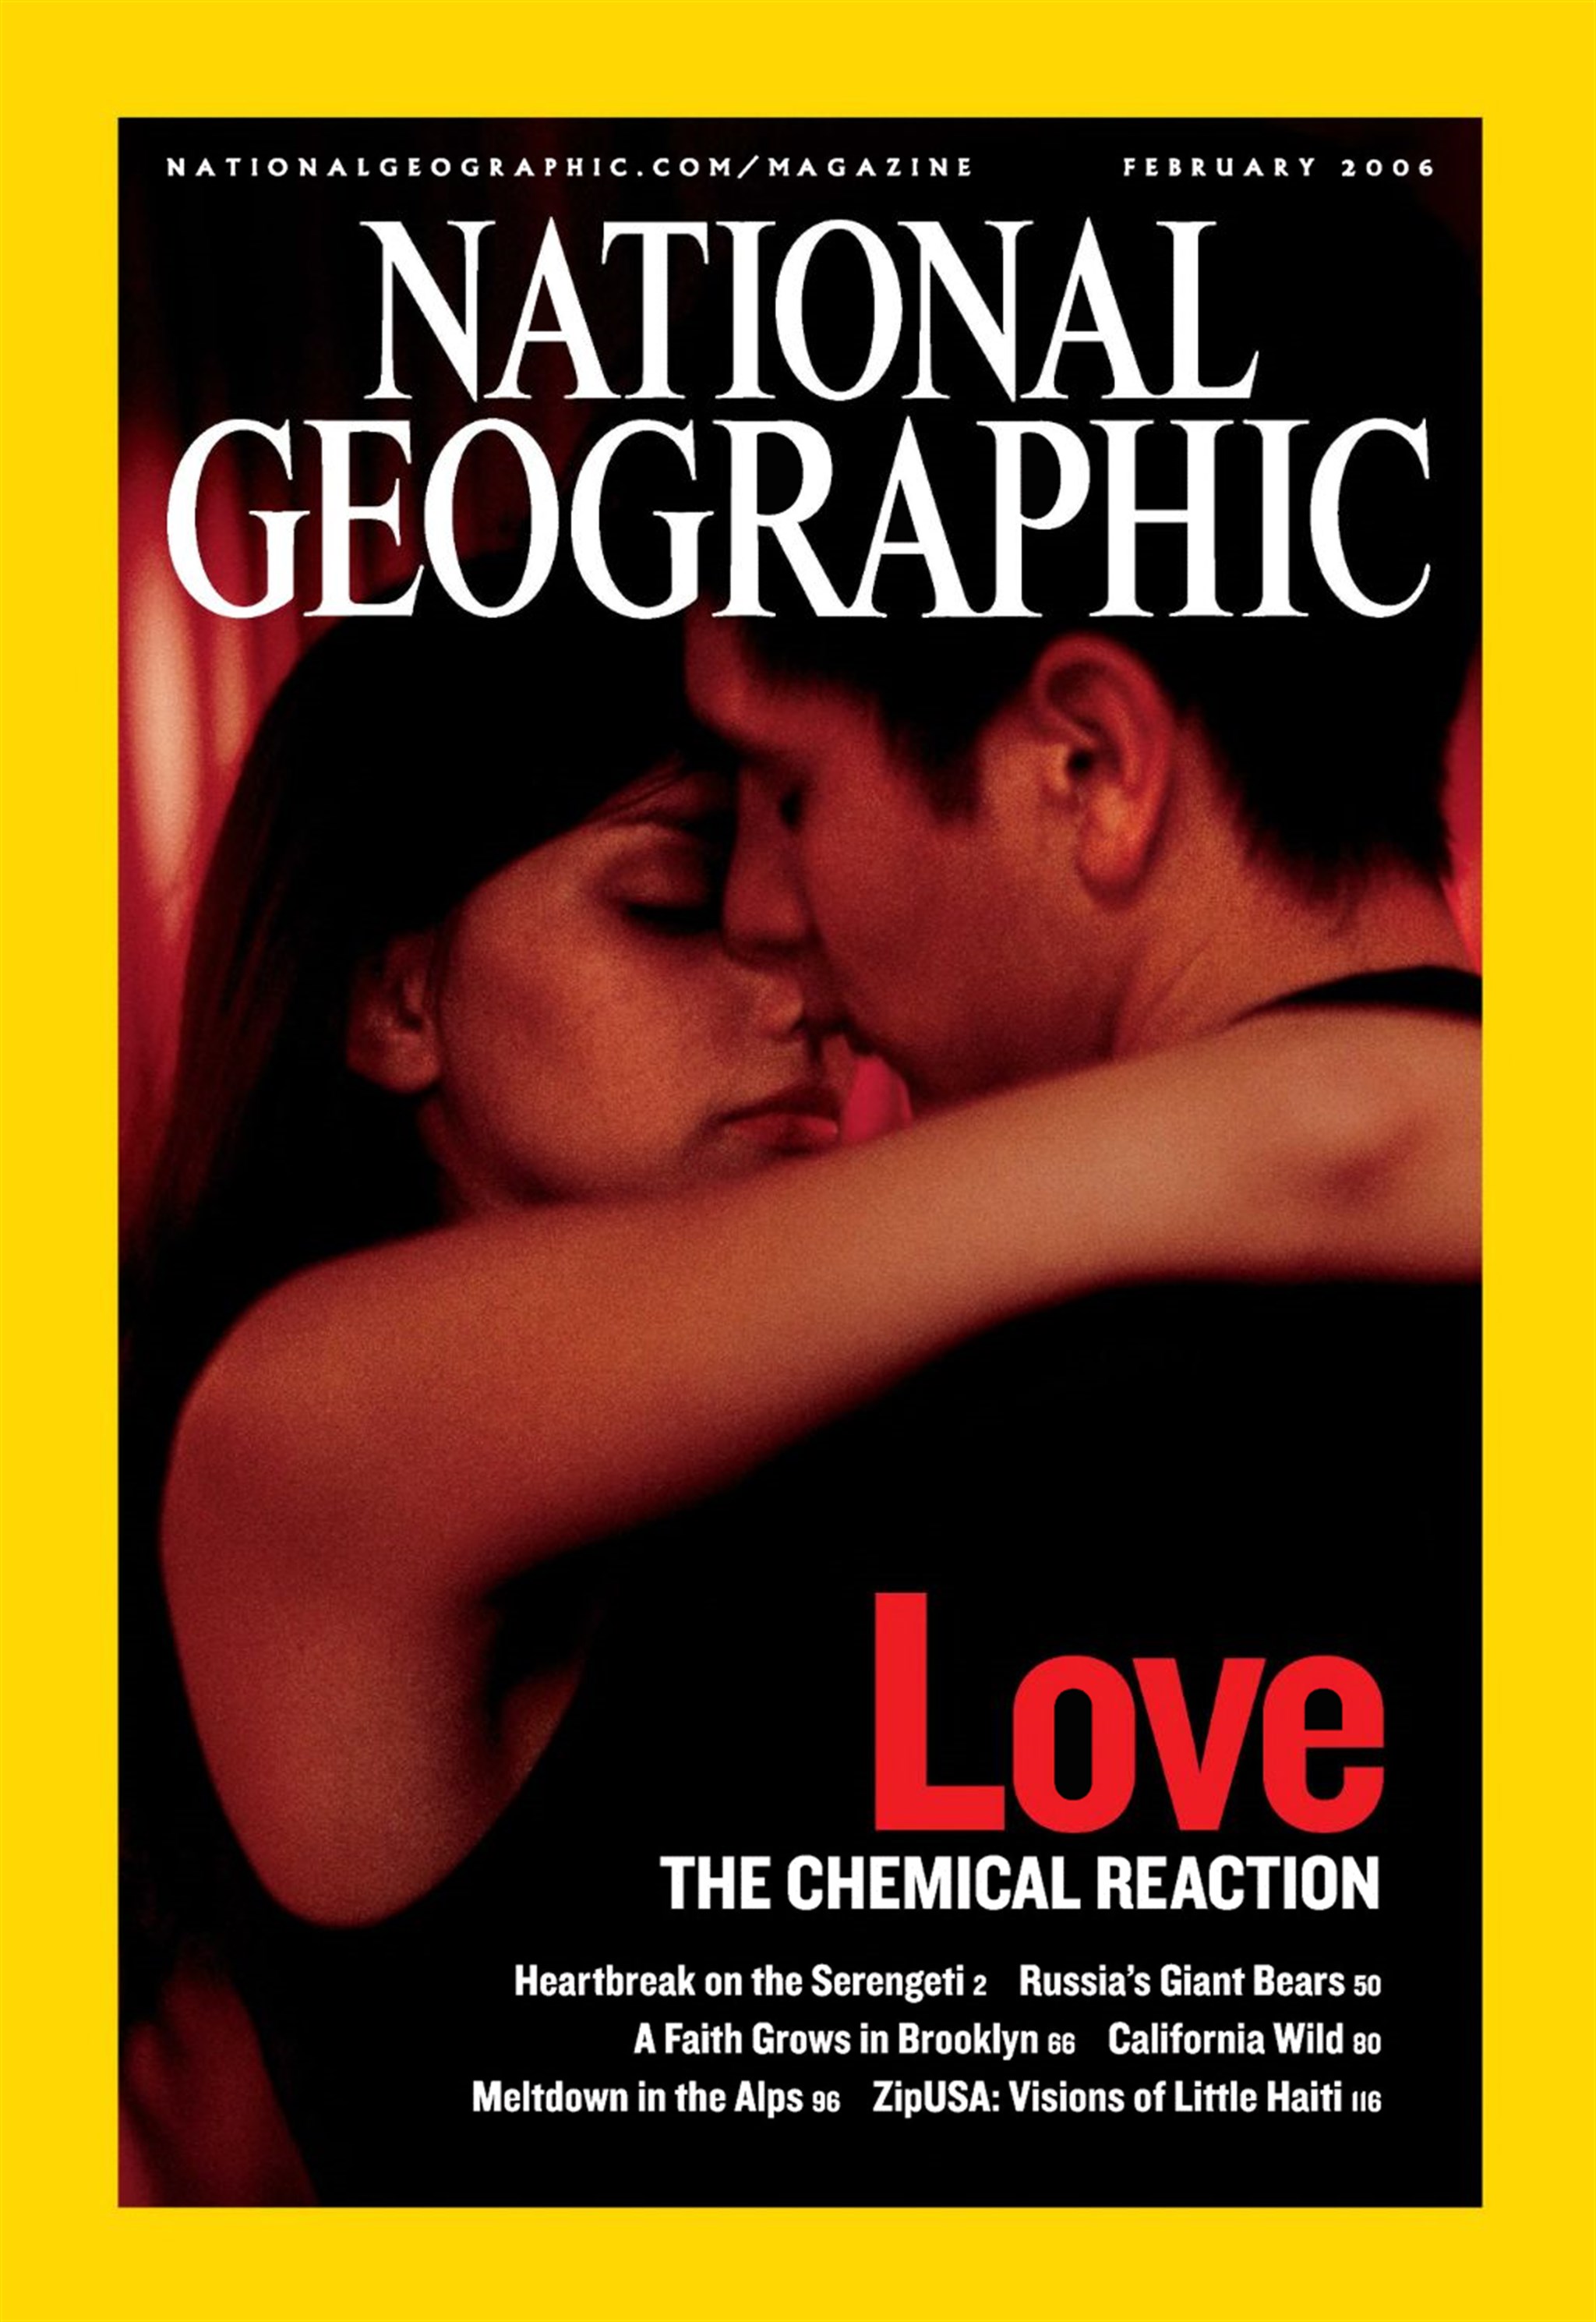 NATIONALGEOGRAPHIC.COM/MAGAZINE FEBRUARY 2006
NATIONAL
GEOGRAPHIC
Love
THE CHEMICAL REACTION
Heartbreak on the Serengeti 2 Russia’s Giant Bears 50
A Faith Grows in Brooklyn 66 California Wild 80
Meltdown in the Alps 96 ZipUSA: Visions of Little Haiti 116